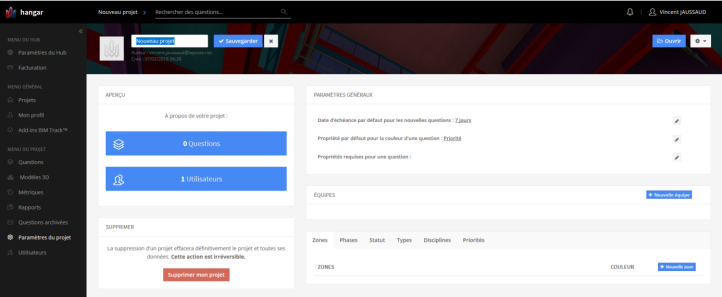 hangar
Nouveau projet
Rechercher des questions...
Vincent JAUSSAUD
MENU DU HUB
Paramètres du Hub
Facturation
MENU GÉNÉRAL
Projets
Mon profil
Add-ins BIM Track™
MENU DU PROJET
Questions
Modèles 3D
Métriques
Rapports
Questions archivées
Paramètres du projet
Utilisateurs
Nouveau projet
Sauvegarder
Ouvrir
APERÇU
À propos de votre projet :
0 Questions
1 Utilisateurs
SUPPRIMER
La suppression d'un projet effacera définitivement le projet et toutes ses
données. Cette action est irréversible.
Supprimer mon projet
PARAMÈTRES GÉNÉRAUX
Date d'échéance par défaut pour les nouvelles questions : 7 jours
Propriété par défaut pour la couleur d'une question : Priorité
Propriétés requises pour une question :
ÉQUIPES
+ Nouvelle équipe
Zones Phases Statut Types Disciplines Priorités
ZONES COULEUR + Nouvelle zone